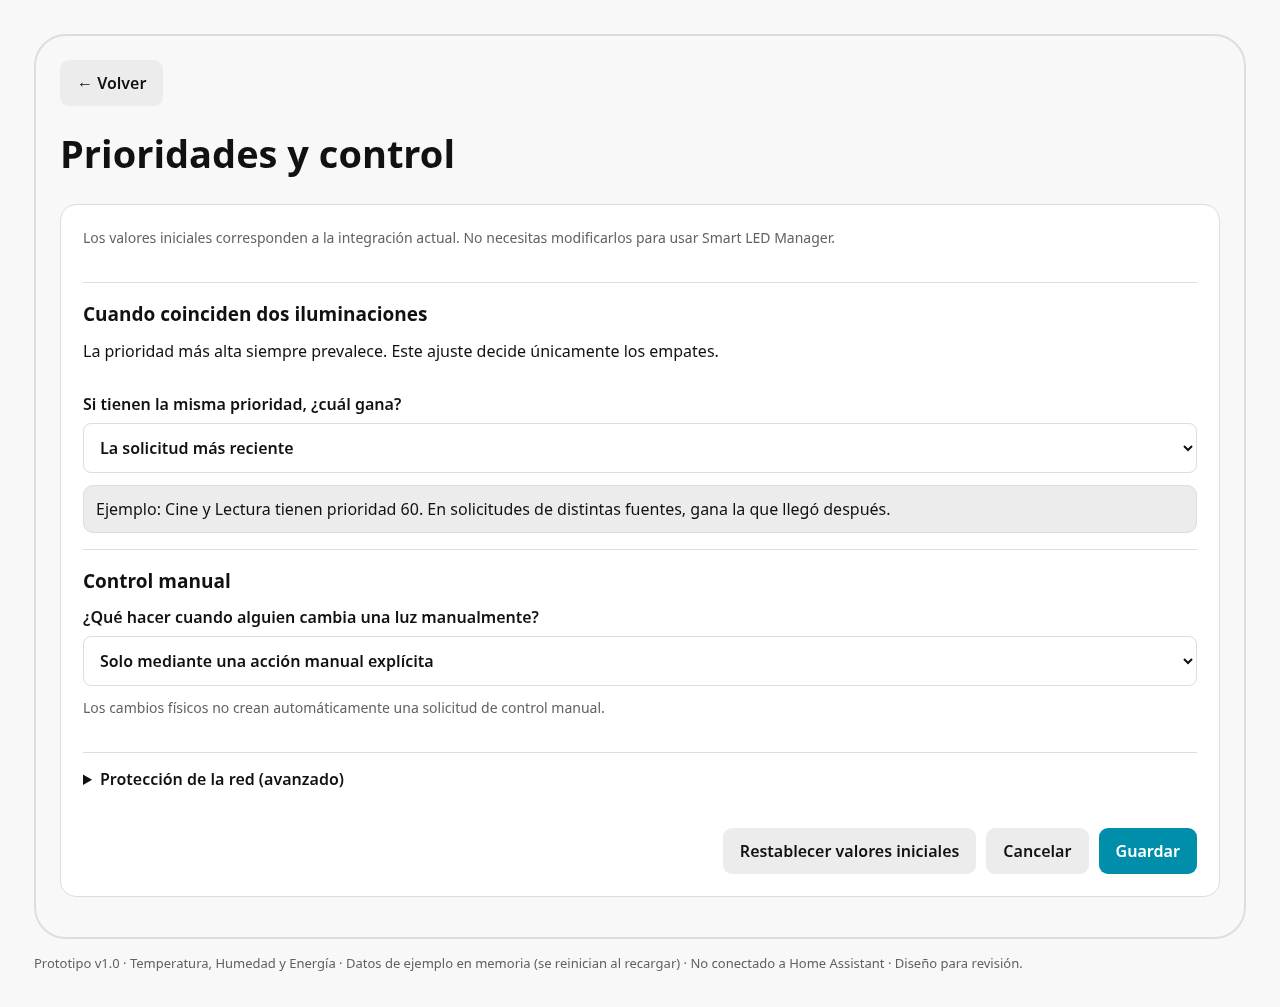 ← Volver
Prioridades y control
Los valores iniciales corresponden a la integración actual. No necesitas modificarlos para usar Smart LED Manager.
Cuando coinciden dos iluminaciones
La prioridad más alta siempre prevalece. Este ajuste decide únicamente los empates.
Si tienen la misma prioridad, ¿cuál gana?
La solicitud más reciente
Ejemplo: Cine y Lectura tienen prioridad 60. En solicitudes de distintas fuentes, gana la que llegó después.
Control manual
¿Qué hacer cuando alguien cambia una luz manualmente?
Solo mediante una acción manual explícita
Los cambios físicos no crean automáticamente una solicitud de control manual.
Protección de la red (avanzado)
Restablecer valores iniciales Cancelar Guardar
Prototipo v1.0 · Temperatura, Humedad y Energía · Datos de ejemplo en memoria (se reinician al recargar) · No conectado a Home Assistant · Diseño para revisión.